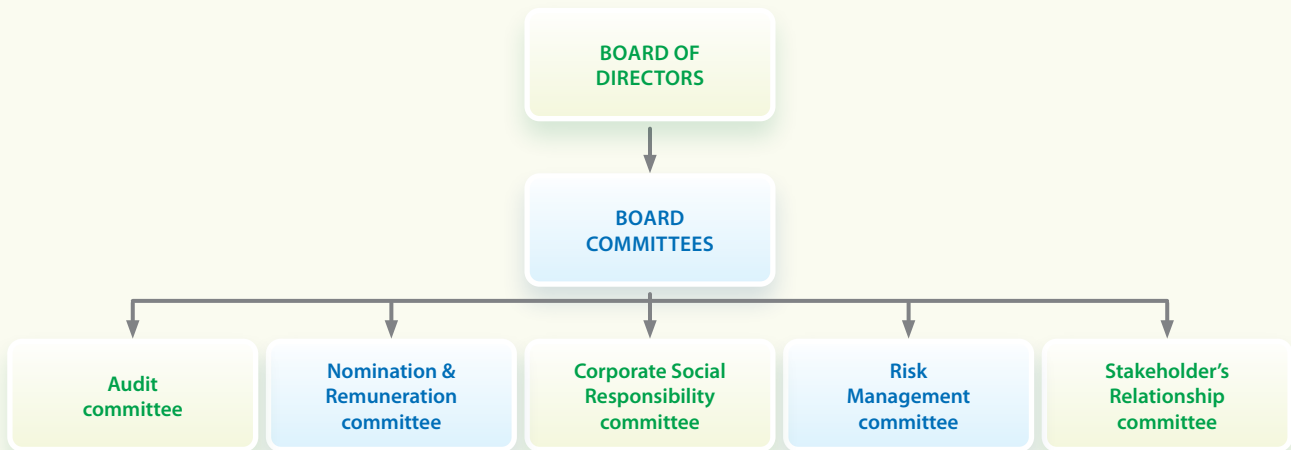 BOARD OF
DIRECTORS
BOARD
COMMITTEES
Audit
committee
Nomination &
Remuneration
committee
Corporate Social
Responsibility
committee
Risk
Management
committee
Stakeholder’s
Relationship
committee